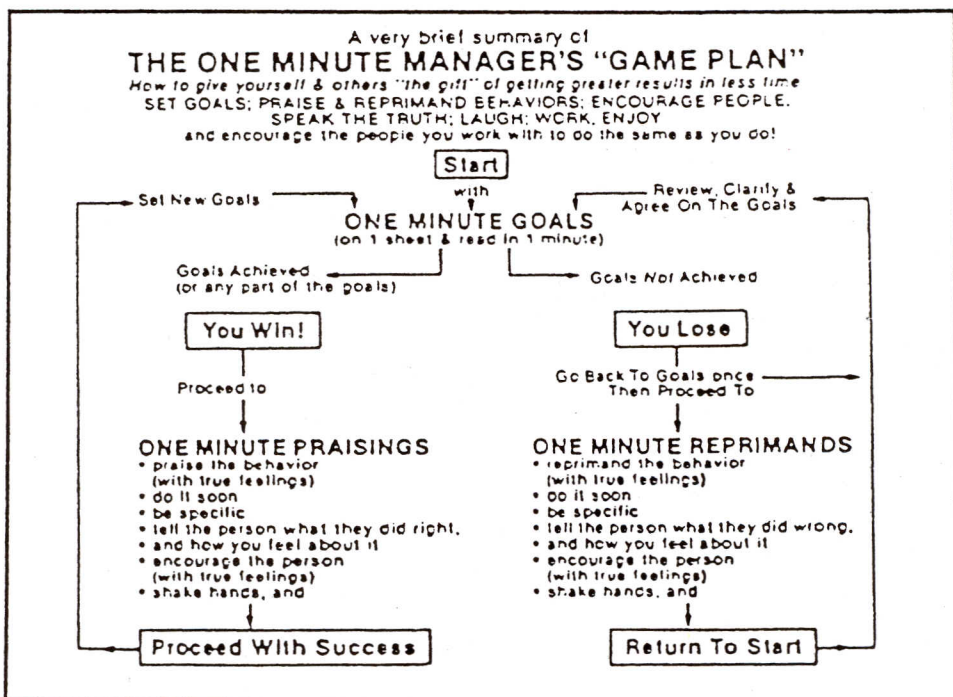 A very brief summary of
THE ONE MINUTE MANAGER'S "GAME PLAN"
How to give yourself & others "the gift" of getting greater results in less time
SET GOALS; PRAISE & REPRIMAND BEHAVIORS; ENCOURAGE PEOPLE.
SPEAK THE TRUTH; LAUGH; WORK, ENJOY
and encourage the people you work with to do the same as you do!
Start
with
Set New Goals
Review, Clarify &
Agree On The Goals
ONE MINUTE GOALS
(on 1 sheet & read in 1 minute)
Goals Achieved
(or any part of the goals)
Goals Not Achieved
You Win!
You Lose
Proceed to
Go Back To Goals once
Then Proceed To
ONE MINUTE PRAISINGS
• praise the behavior
(with true feelings)
• do it soon
• be specific
• tell the person what they did right,
• and how you feel about it
• encourage the person
(with true feelings)
• shake hands, and
Proceed With Success
ONE MINUTE REPRIMANDS
• reprimand the behavior
(with true feelings)
• do it soon
• be specific
• tell the person what they did wrong,
• and how you feel about it
• encourage the person
(with true feelings)
• shake hands, and
Return To Start